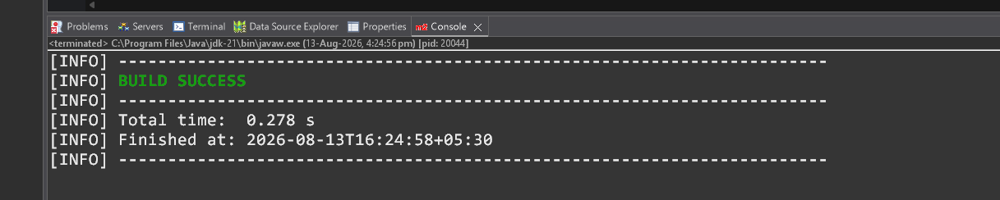 Problems Servers Terminal Data Source Explorer Properties Console
<terminated> C:\Program Files\Java\jdk-21\bin\javaw.exe (13-Aug-2026, 4:24:56 pm) [pid: 20044]
[INFO] ------------------------------------------------------------------------
[INFO] BUILD SUCCESS
[INFO] ------------------------------------------------------------------------
[INFO] Total time:  0.278 s
[INFO] Finished at: 2026-08-13T16:24:58+05:30
[INFO] ------------------------------------------------------------------------